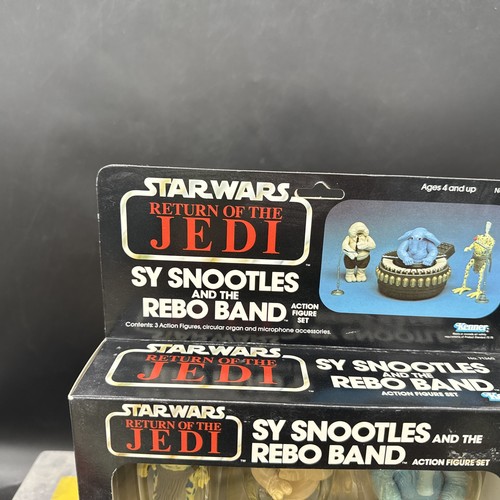 STAR WARS
RETURN OF THE
JEDI
SY SNOOTLES
AND THE
REBO BAND™ ACTION FIGURE SET
Contents: 3 Action Figures, circular organ and microphone accessories.
Ages 4 and up
Kenner
STAR WARS
RETURN OF THE
JEDI
SY SNOOTLES
AND THE
REBO BAND
ACTION FIGURE SET
STAR WARS
RETURN OF THE
JEDI
SY SNOOTLES AND THE
REBO BAND™ ACTION FIGURE SET